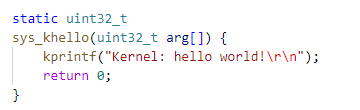 static uint32_t
sys_khello(uint32_t arg[]) {
    kprintf("Kernel: hello world!\r\n");
    return 0;
}